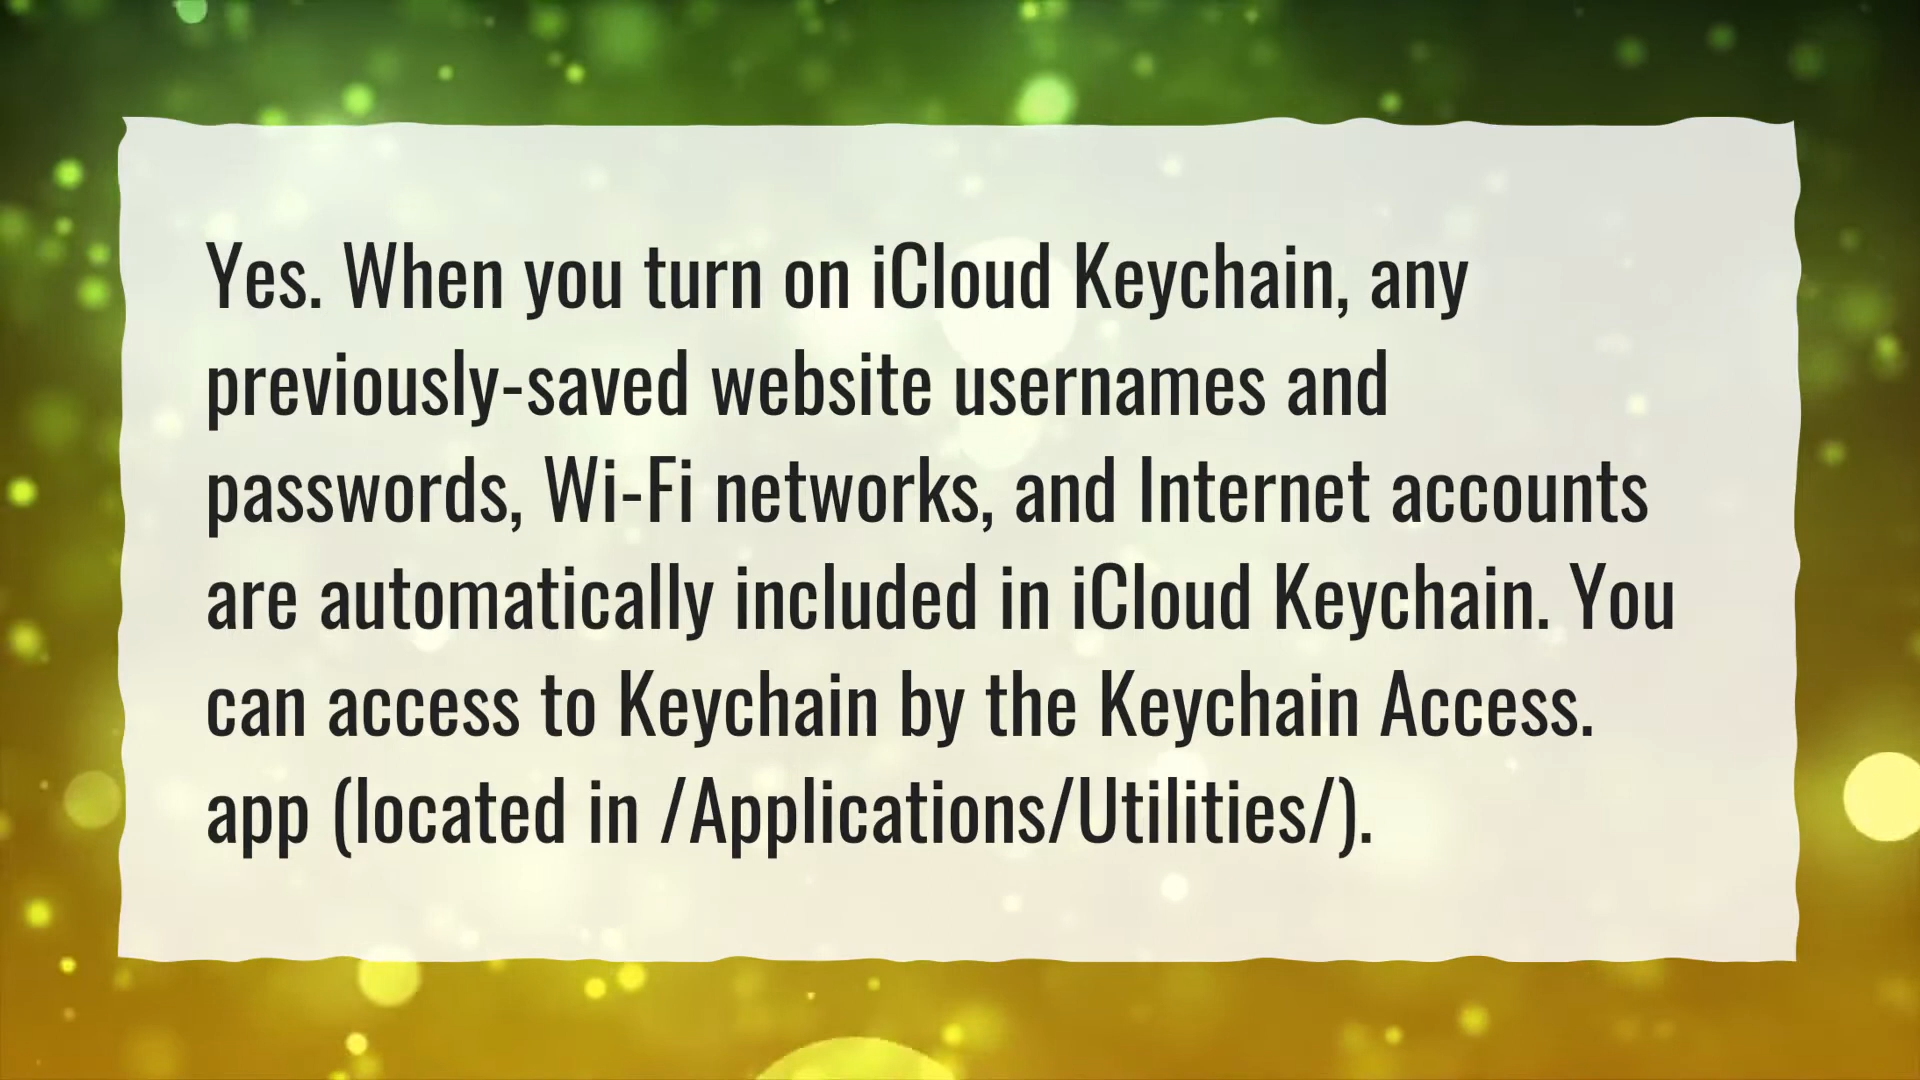 Yes. When you turn on iCloud Keychain, any
previously-saved website usernames and
passwords, Wi-Fi networks, and Internet accounts
are automatically included in iCloud Keychain. You
can access to Keychain by the Keychain Access.
app (located in /Applications/Utilities/).